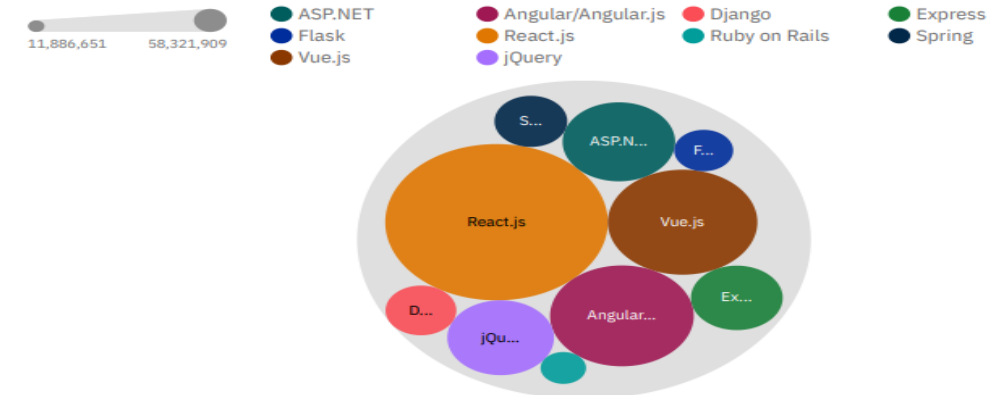 11,886,651 58,321,909
ASP.NET Angular/Angular.js Django Express
Flask React.js Ruby on Rails Spring
Vue.js jQuery
S...
ASP.N...
F...
React.js
Vue.js
Ex...
D...
Angular...
jQu...